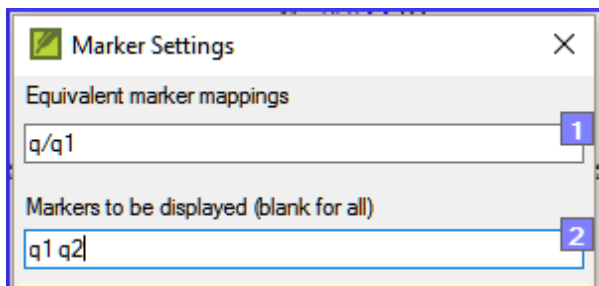 Marker Settings
Equivalent marker mappings
1
q/q1
Markers to be displayed (blank for all)
2
q1 q2